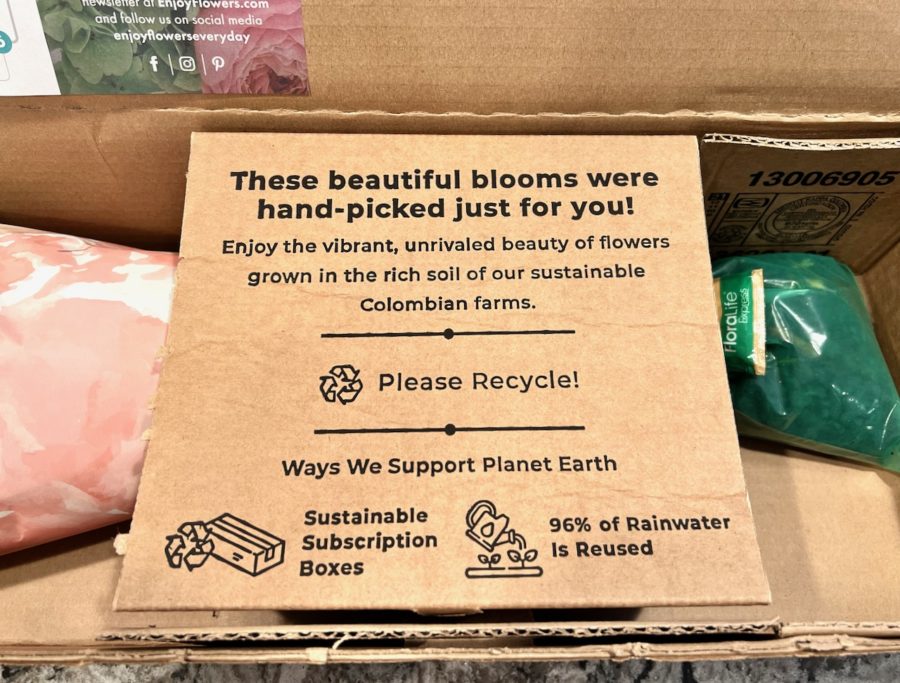 newsletter at EnjoyFlowers.com
and follow us on social media
enjoyflowerseveryday
These beautiful blooms were
hand-picked just for you!
Enjoy the vibrant, unrivaled beauty of flowers
grown in the rich soil of our sustainable
Colombian farms.
Please Recycle!
Ways We Support Planet Earth
Sustainable
Subscription
Boxes
96% of Rainwater
Is Reused
13006905
FloraLife
Express